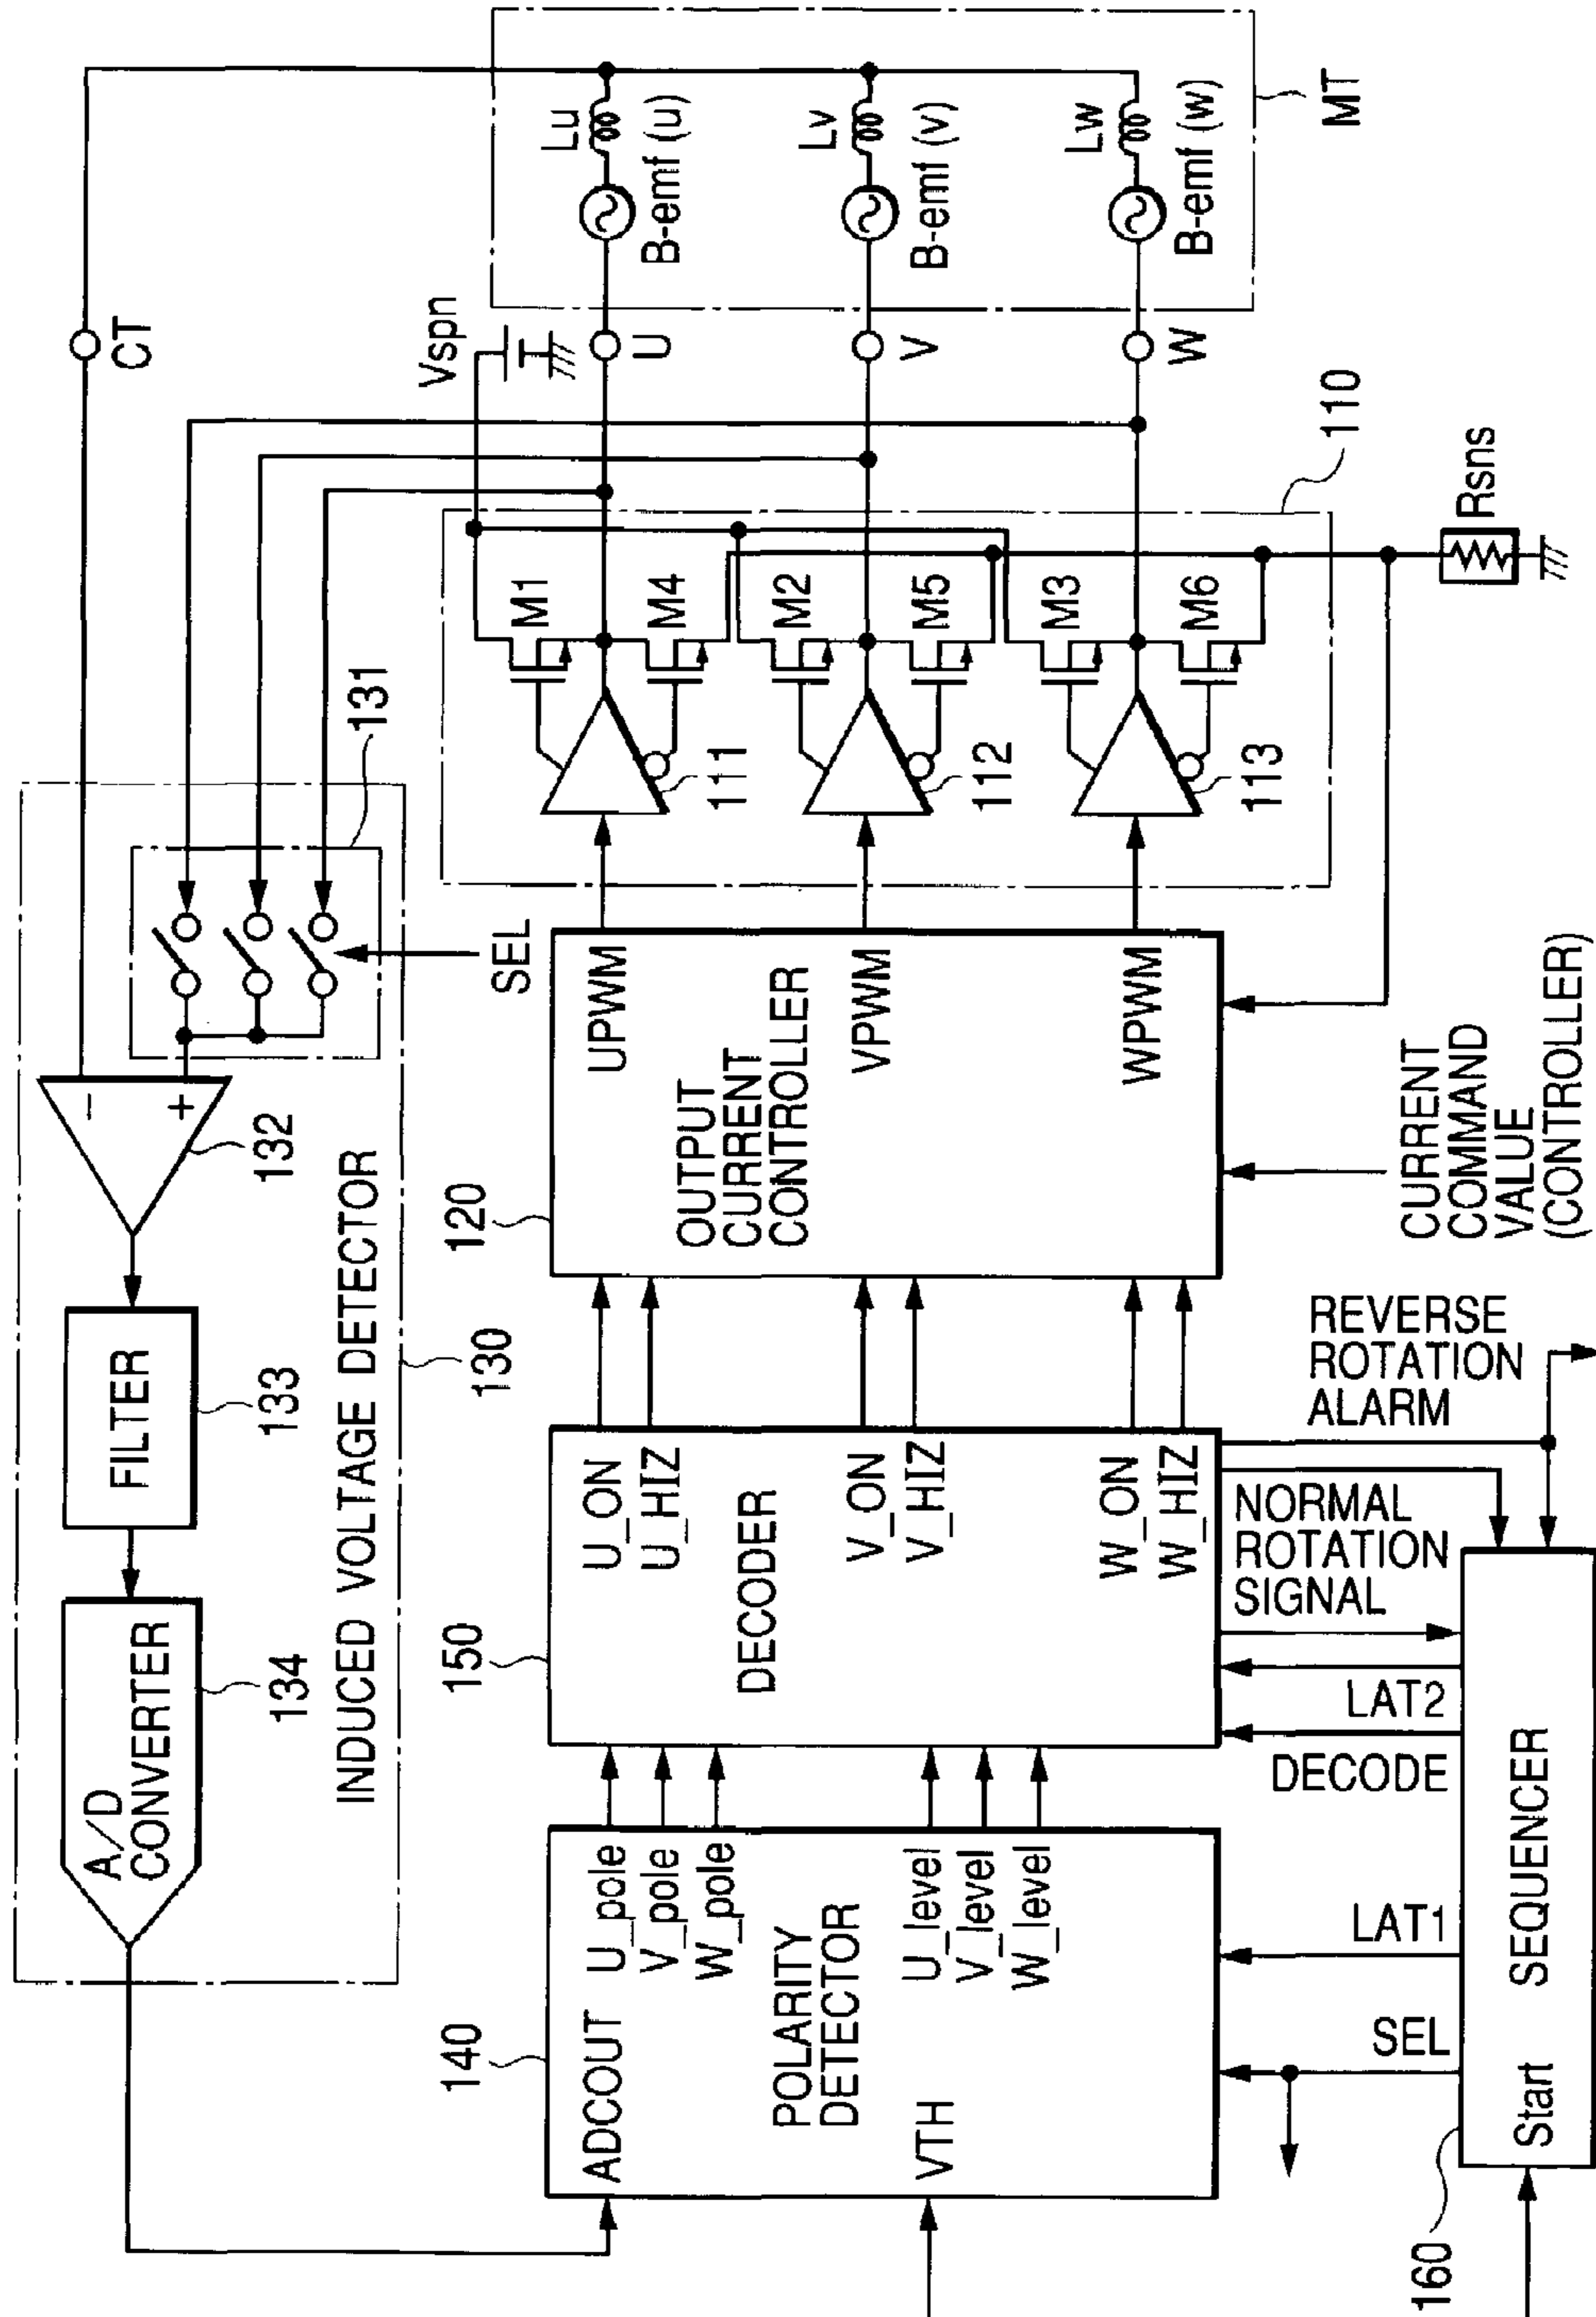 CT
Vspn
U
V
W
Lu
B-emf (u)
Lv
B-emf (v)
Lw
B-emf (w)
MT
110
Rsns
M1
M4
M2
M5
M3
M6
111
112
113
131
SEL
132
-
+
FILTER
133
A/D
CONVERTER
134
INDUCED VOLTAGE DETECTOR
130
120
OUTPUT
CURRENT
CONTROLLER
UPWM
VPWM
WPWM
CURRENT
COMMAND
VALUE
(CONTROLLER)
150
DECODER
U_ON
U_HIZ
V_ON
V_HIZ
W_ON
W_HIZ
REVERSE
ROTATION
ALARM
NORMAL
ROTATION
SIGNAL
LAT2
DECODE
140
ADCOUT
POLARITY
DETECTOR
VTH
U_pole
V_pole
W_pole
U_level
V_level
W_level
LAT1
SEL
160
Start
SEQUENCER